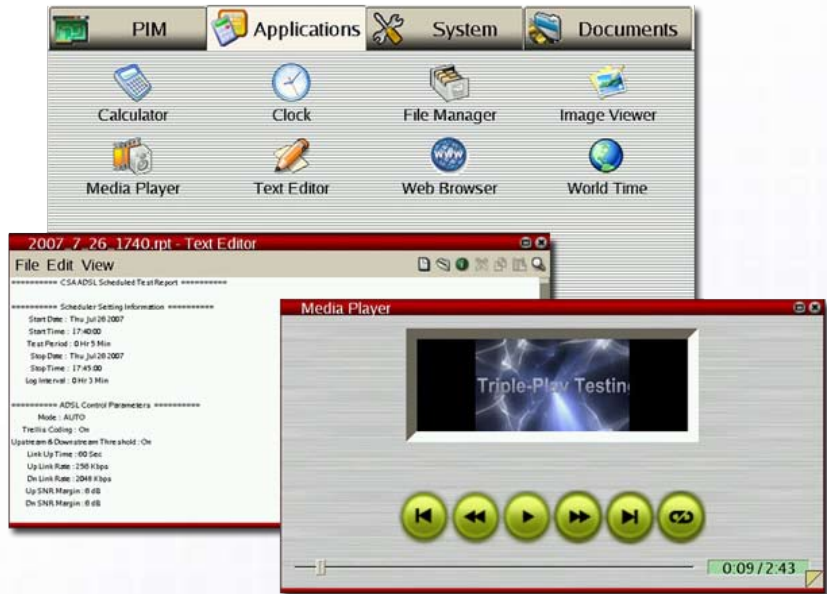 PIM Applications System Documents
Calculator Clock File Manager Image Viewer
Media Player Text Editor Web Browser World Time
WWW
2007_7_26_1740.rpt - Text Editor
File Edit View
========== CSA ADSL Scheduled Test Report ==========
========== Scheduler Setting Information ==========
Start Date : Thu Jul 26 2007
Start Time : 17:40:00
Test Period : 0 Hr 5 Min
Stop Date : Thu Jul 26 2007
Stop Time : 17:45:00
Log Interval : 0 Hr 3 Min
========== ADSL Control Parameters ==========
Mode : AUTO
Trellis Coding : On
Upstream & Downstream Threshold : On
Link Up Time : 60 Sec
Up Link Rate : 256 Kbps
Dn Link Rate : 2048 Kbps
Up SNR Margin : 6 dB
Dn SNR Margin : 6 dB
Media Player
Triple-Play Testing
0:09 / 2:43